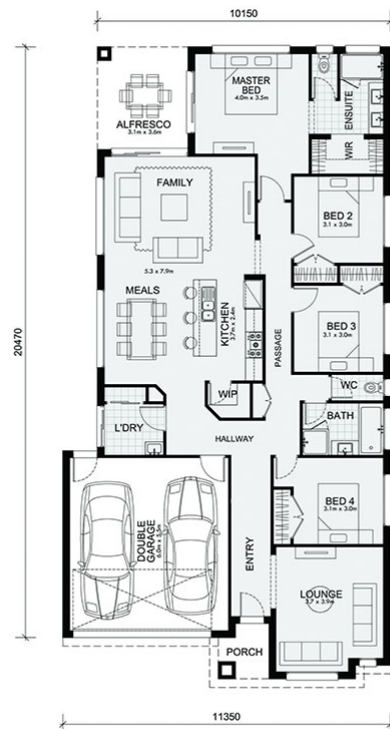 10150
MASTER
BED
4.0m x 3.5m
ENSUITE
ALFRESCO
3.1m x 3.6m
WIR
FAMILY
BED 2
3.1 x 3.0m
5.3 x 7.9m
MEALS
KITCHEN
3.7m x 2.4m
PASSAGE
BED 3
3.1 x 3.0m
20470
WC
WIP
BATH
L'DRY
HALLWAY
BED 4
3.1m x 3.0m
DOUBLE
GARAGE
6.0m x 5.5m
ENTRY
LOUNGE
3.7 x 3.9m
PORCH
11350